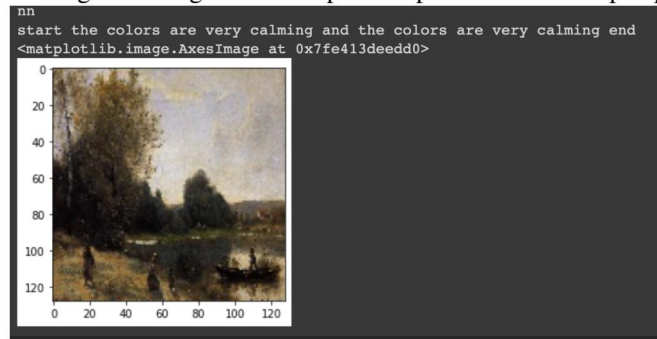 nn
start the colors are very calming and the colors are very calming end
<matplotlib.image.AxesImage at 0x7fe413deedd0>
0
20
40
60
80
100
120
0 20 40 60 80 100 120